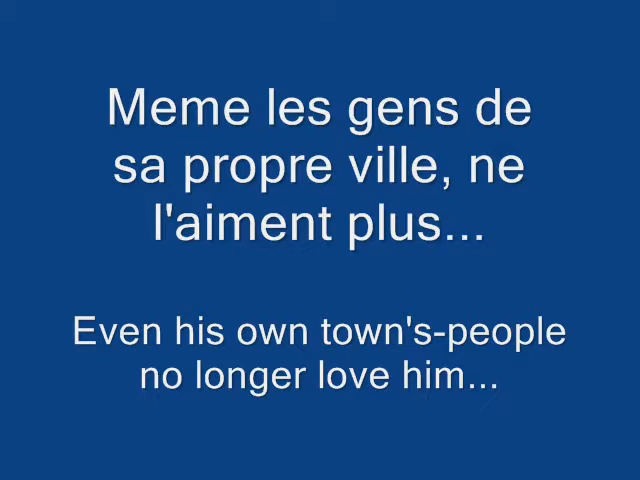 Meme les gens de
sa propre ville, ne
l'aiment plus...
Even his own town's-people
no longer love him...